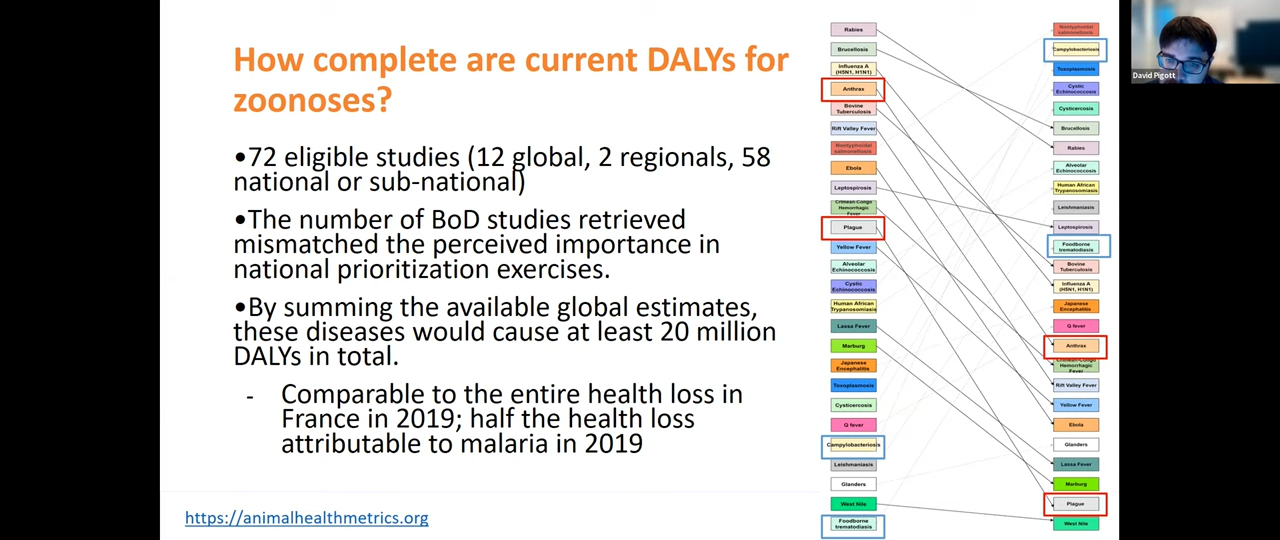 How complete are current DALYs for
zoonoses?
•72 eligible studies (12 global, 2 regionals, 58
national or sub-national)
•The number of BoD studies retrieved
mismatched the perceived importance in
national prioritization exercises.
•By summing the available global estimates,
these diseases would cause at least 20 million
DALYs in total.
- Comparable to the entire health loss in
France in 2019; half the health loss
attributable to malaria in 2019
https://animalhealthmetrics.org
Rabies
Brucellosis
Influenza A
(H5N1, H1N1)
Anthrax
Bovine
Tuberculosis
Rift Valley Fever
Nontyphoidal
salmonellosis
Ebola
Leptospirosis
Crimean-Congo
Hemorrhagic
Fever
Plague
Yellow Fever
Alveolar
Echinococcosis
Cystic
Echinococcosis
Human African
Trypanosomiasis
Lassa Fever
Marburg
Japanese
Encephalitis
Toxoplasmosis
Cysticercosis
Q fever
Campylobacteriosis
Leishmaniasis
Glanders
West Nile
Foodborne
trematodiasis
Nontyphoidal
salmonellosis
Campylobacteriosis
Toxoplasmosis
Cystic
Echinococcosis
Cysticercosis
Brucellosis
Rabies
Alveolar
Echinococcosis
Human African
Trypanosomiasis
Leishmaniasis
Leptospirosis
Foodborne
trematodiasis
Bovine
Tuberculosis
Influenza A
(H5N1, H1N1)
Japanese
Encephalitis
Q fever
Anthrax
Crimean-Congo
Hemorrhagic
Fever
Rift Valley Fever
Yellow Fever
Ebola
Glanders
Lassa Fever
Marburg
Plague
West Nile
David Pigott